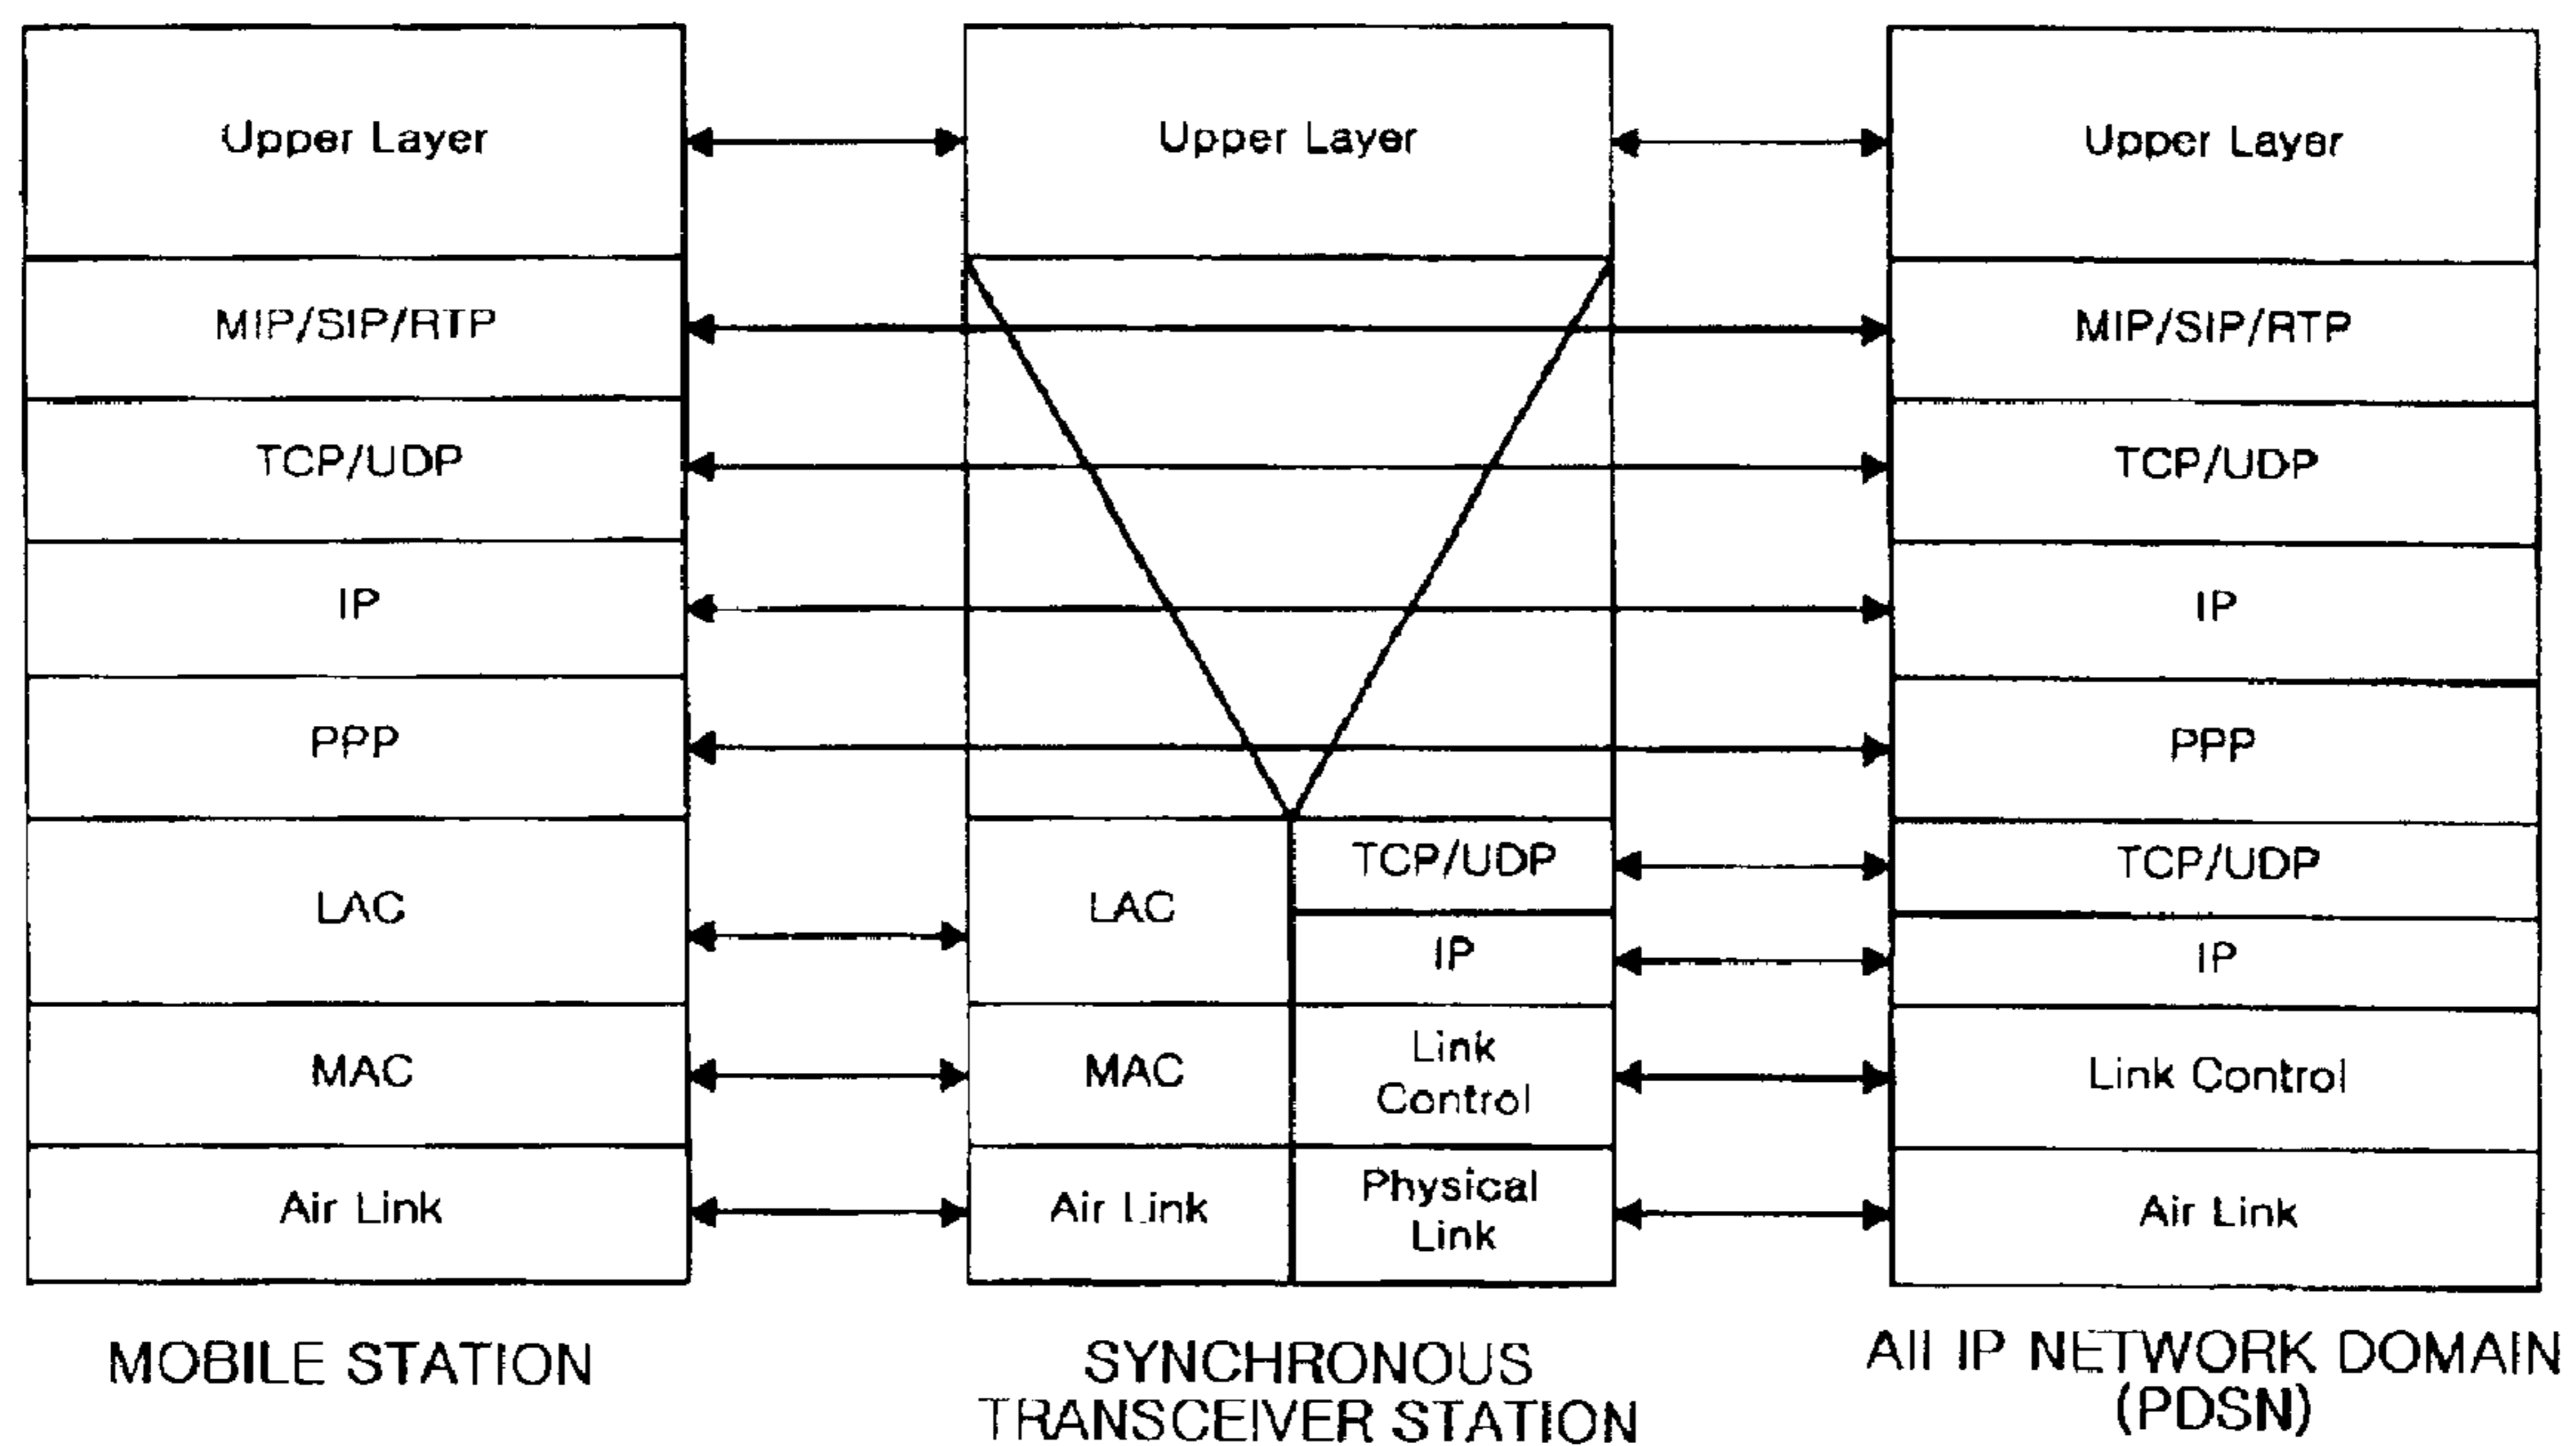 Upper Layer
MIP/SIP/RTP
TCP/UDP
IP
PPP
LAC
MAC
Air Link
MOBILE STATION
Upper Layer
LAC
MAC
Air Link
TCP/UDP
IP
Link
Control
Physical
Link
SYNCHRONOUS
TRANSCEIVER STATION
Upper Layer
MIP/SIP/RTP
TCP/UDP
IP
PPP
TCP/UDP
IP
Link Control
Air Link
All IP NETWORK DOMAIN
(PDSN)